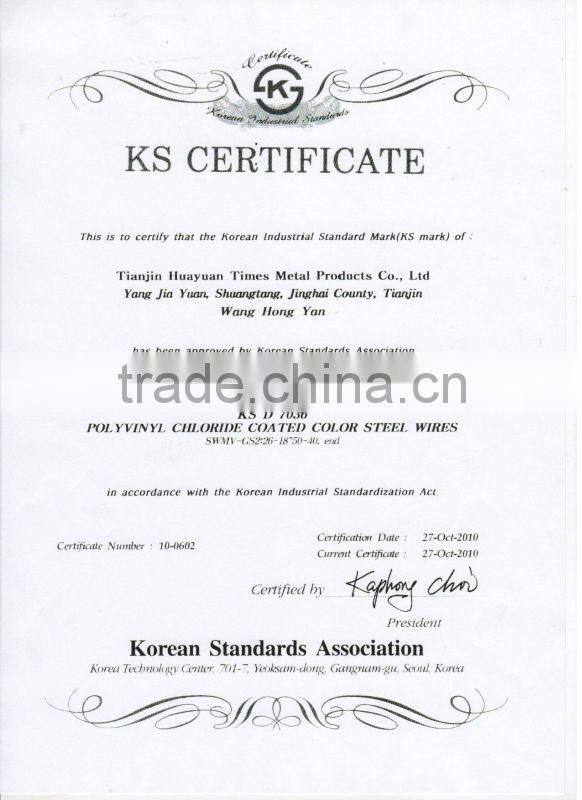 Certificate
KS
Korean Industrial Standards
KS CERTIFICATE
This is to certify that the Korean Industrial Standard Mark(KS mark) of :
Tianjin Huayuan Times Metal Products Co., Ltd
Yang Jia Yuan, Shuangtang, Jinghai County, Tianjin
Wang Hong Yan
has been approved by Korean Standards Association
trade.china.cn
KS D 7036
POLYVINYL CHLORIDE COATED COLOR STEEL WIRES
in accordance with the Korean Industrial Standardization Act.
Certificate Number : 10-0602
Certification Date : 27-Oct-2010
Current Certificate : 27-Oct-2010
Certified by Kaphong Choi
President
Korean Standards Association
Korea Technology Center, 701-7, Yeoksam-dong, Gangnam-gu, Seoul, Korea